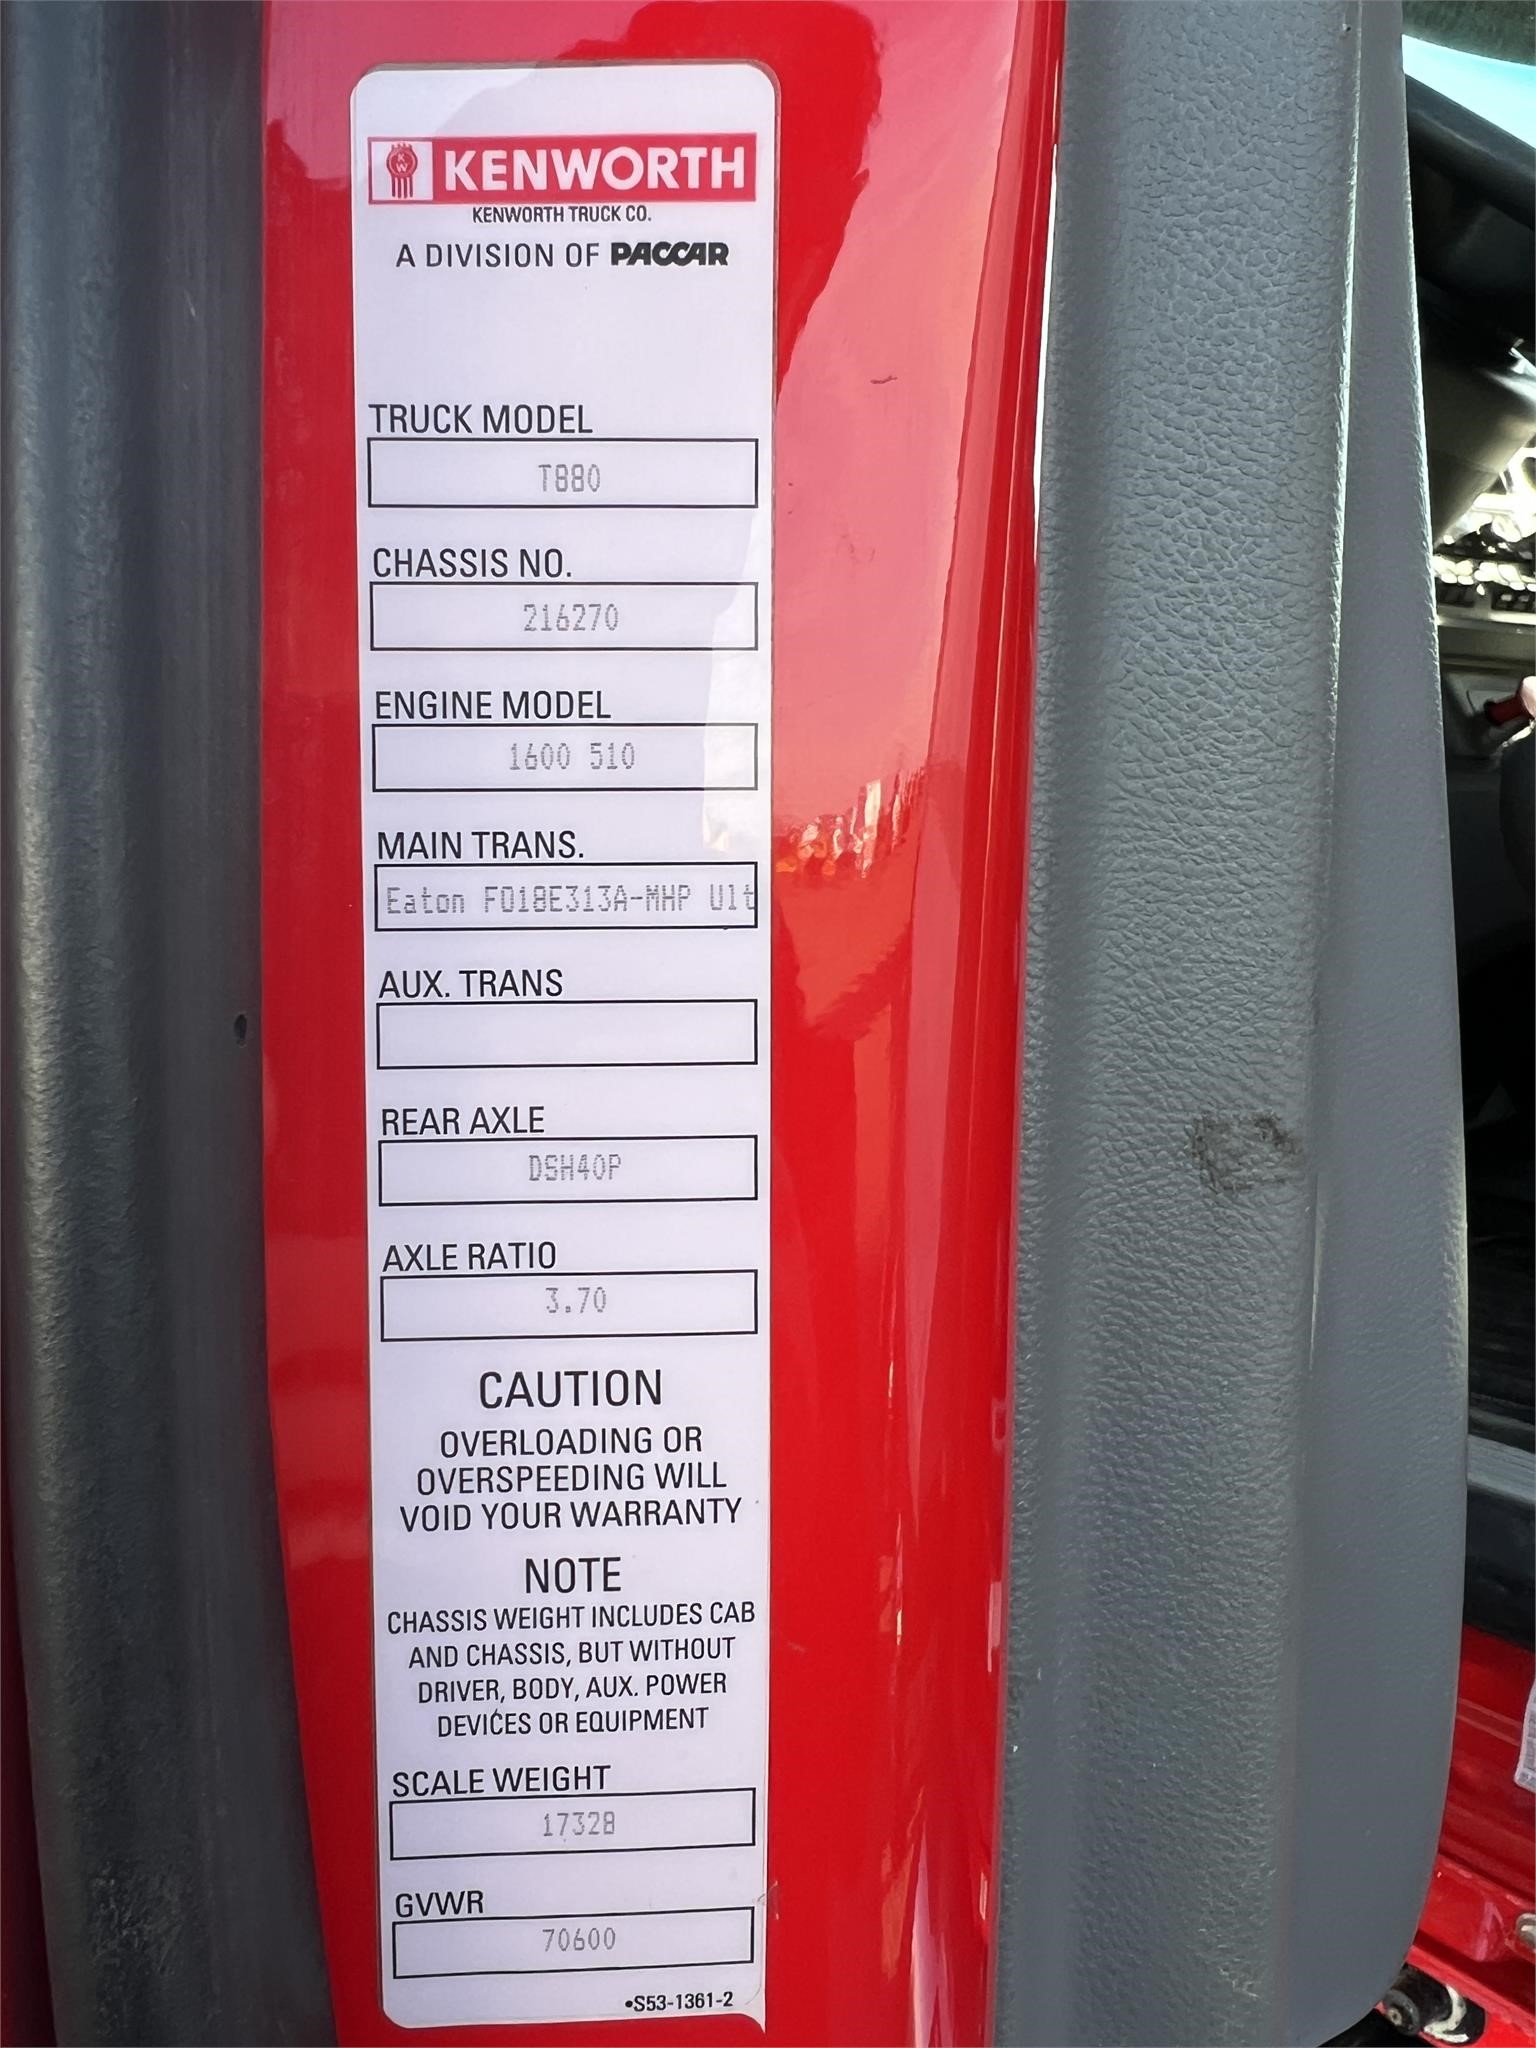 KW KENWORTH
KENWORTH TRUCK CO.
A DIVISION OF PACCAR
TRUCK MODEL
T880
CHASSIS NO.
216270
ENGINE MODEL
1600 510
MAIN TRANS.
Eaton FO18E313A-MHP Ult
AUX. TRANS
REAR AXLE
DSH40P
AXLE RATIO
3.70
CAUTION
OVERLOADING OR
OVERSPEEDING WILL
VOID YOUR WARRANTY
NOTE
CHASSIS WEIGHT INCLUDES CAB
AND CHASSIS, BUT WITHOUT
DRIVER, BODY, AUX. POWER
DEVICES OR EQUIPMENT
SCALE WEIGHT
17328
GVWR
70600
•S53-1361-2